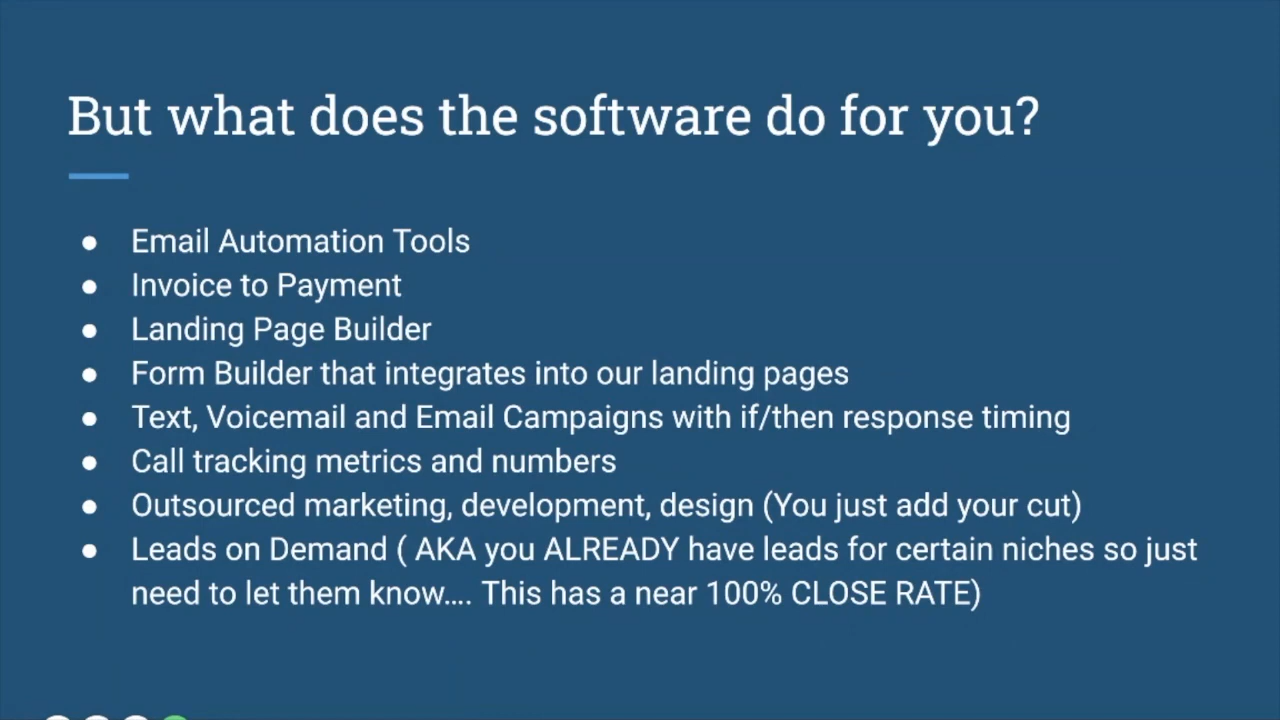 But what does the software do for you?
● Email Automation Tools
● Invoice to Payment
● Landing Page Builder
● Form Builder that integrates into our landing pages
● Text, Voicemail and Email Campaigns with if/then response timing
● Call tracking metrics and numbers
● Outsourced marketing, development, design (You just add your cut)
● Leads on Demand ( AKA you ALREADY have leads for certain niches so just
need to let them know.... This has a near 100% CLOSE RATE)